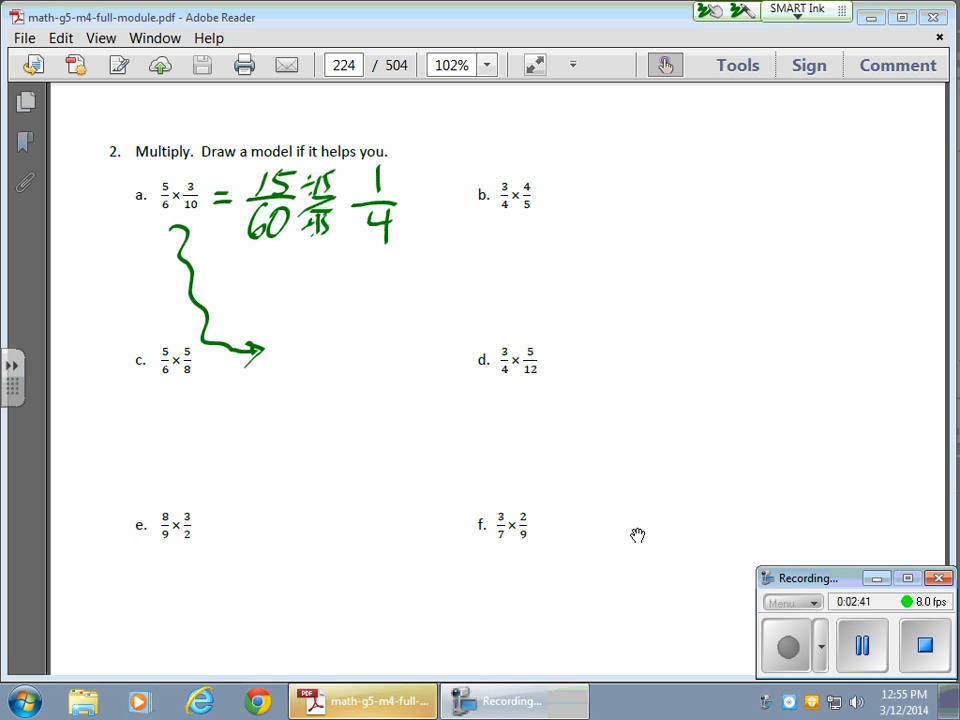 math-g5-m4-full-module.pdf - Adobe Reader
SMART Ink
File Edit View Window Help
224 / 504 102% Tools Sign Comment
2. Multiply. Draw a model if it helps you.
a. 5/6 × 3/10 = 15/60 ÷15/÷15 1/4
b. 3/4 × 4/5
c. 5/6 × 5/8
d. 3/4 × 5/12
e. 8/9 × 3/2
f. 3/7 × 2/9
Recording...
Menu 0:02:41 8.0 fps
math-g5-m4-full-... Recording... 12:55 PM
3/12/2014